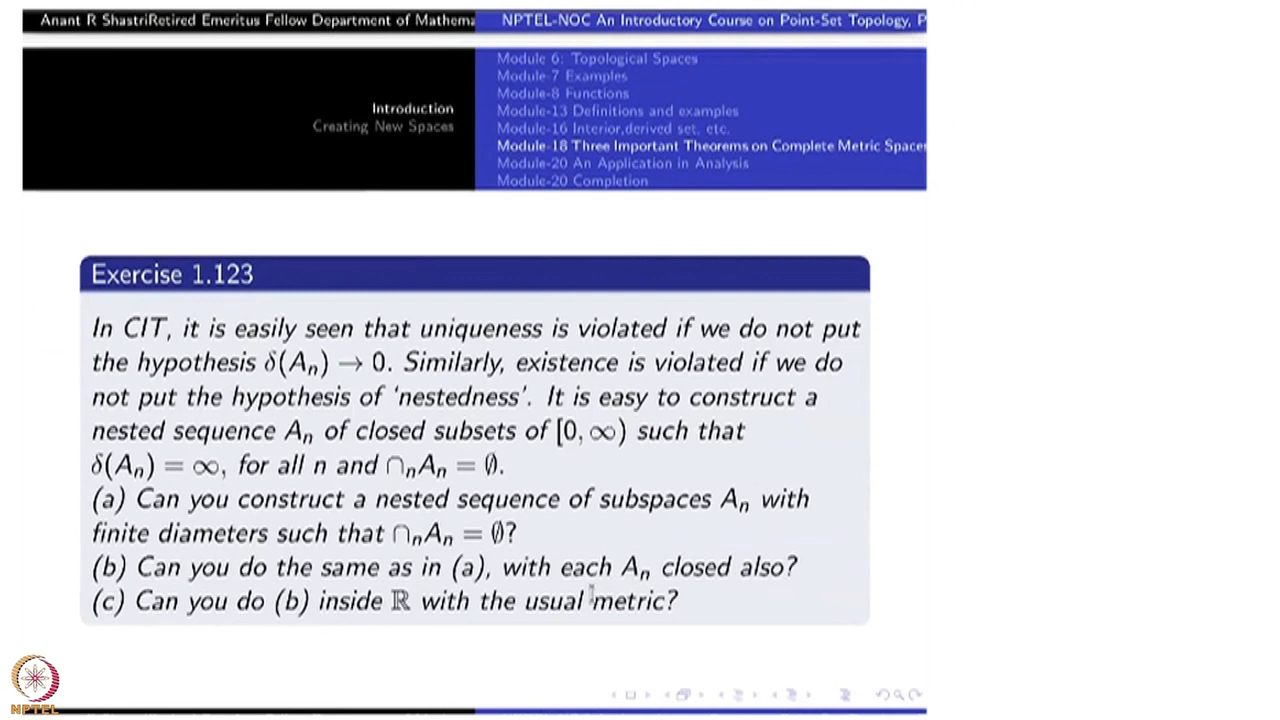 Anant R ShastriRetired Emeritus Fellow Department of Mathema
NPTEL-NOC An Introductory Course on Point-Set Topology, P
Introduction
Creating New Spaces
Module 6: Topological Spaces
Module-7 Examples
Module-8 Functions
Module-13 Definitions and examples
Module-16 Interior,derived set, etc.
Module-18 Three Important Theorems on Complete Metric Spaces
Module-20 An Application in Analysis
Module-20 Completion
Exercise 1.123
In CIT, it is easily seen that uniqueness is violated if we do not put
the hypothesis δ(Aₙ) → 0. Similarly, existence is violated if we do
not put the hypothesis of ‘nestedness’. It is easy to construct a
nested sequence Aₙ of closed subsets of [0, ∞) such that
δ(Aₙ) = ∞, for all n and ∩ₙAₙ = ∅.
(a) Can you construct a nested sequence of subspaces Aₙ with
finite diameters such that ∩ₙAₙ = ∅?
(b) Can you do the same as in (a), with each Aₙ closed also?
(c) Can you do (b) inside ℝ with the usual metric?
NPTEL